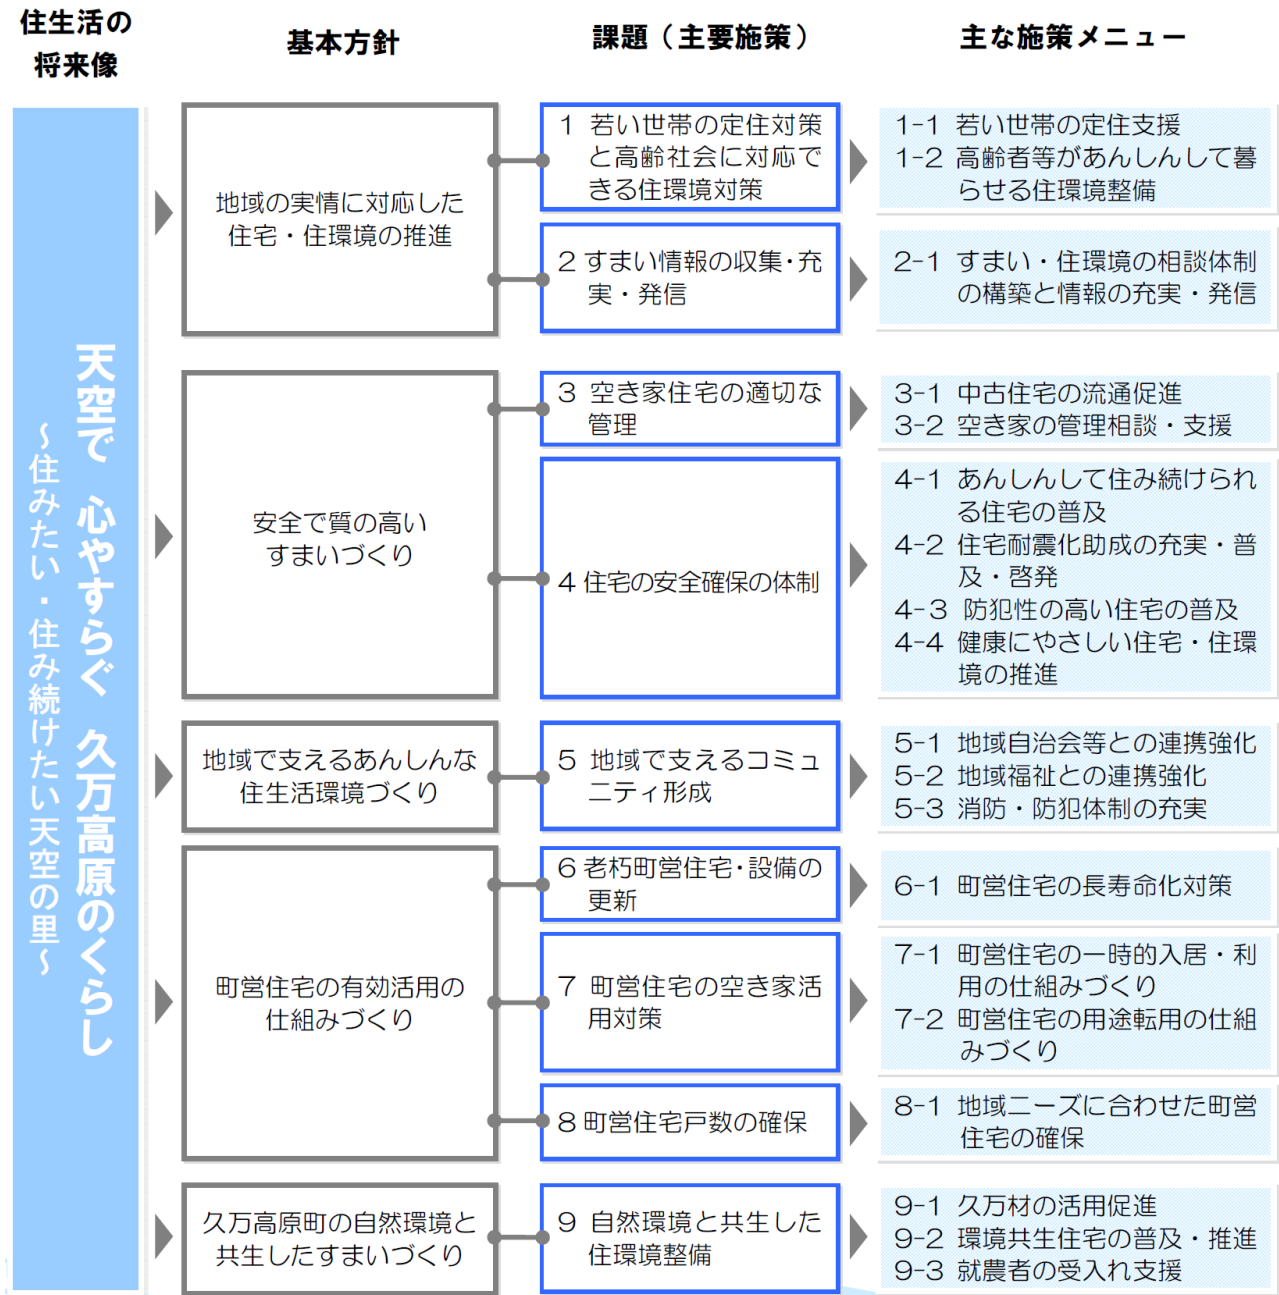 住生活の
将来像
基本方針
課題（主要施策）
主な施策メニュー
天空で　心やすらぐ　久万高原のくらし
～住みたい・住み続けたい天空の里～
地域の実情に対応した
住宅・住環境の推進
1 若い世帯の定住対策
と高齢社会に対応で
きる住環境対策
1-1 若い世帯の定住支援
1-2 高齢者等があんしんして暮
らせる住環境整備
2 すまい情報の収集・充
実・発信
2-1 すまい・住環境の相談体制
の構築と情報の充実・発信
安全で質の高い
すまいづくり
3 空き家住宅の適切な
管理
3-1 中古住宅の流通促進
3-2 空き家の管理相談・支援
4 住宅の安全確保の体制
4-1 あんしんして住み続けられ
る住宅の普及
4-2 住宅耐震化助成の充実・普
及・啓発
4-3 防犯性の高い住宅の普及
4-4 健康にやさしい住宅・住環
境の推進
地域で支えるあんしんな
住生活環境づくり
5 地域で支えるコミュ
ニティ形成
5-1 地域自治会等との連携強化
5-2 地域福祉との連携強化
5-3 消防・防犯体制の充実
町営住宅の有効活用の
仕組みづくり
6 老朽町営住宅・設備の
更新
6-1 町営住宅の長寿命化対策
7 町営住宅の空き家活
用対策
7-1 町営住宅の一時的入居・利
用の仕組みづくり
7-2 町営住宅の用途転用の仕組
みづくり
8 町営住宅戸数の確保
8-1 地域ニーズに合わせた町営
住宅の確保
久万高原町の自然環境と
共生したすまいづくり
9 自然環境と共生した
住環境整備
9-1 久万材の活用促進
9-2 環境共生住宅の普及・推進
9-3 就農者の受入れ支援